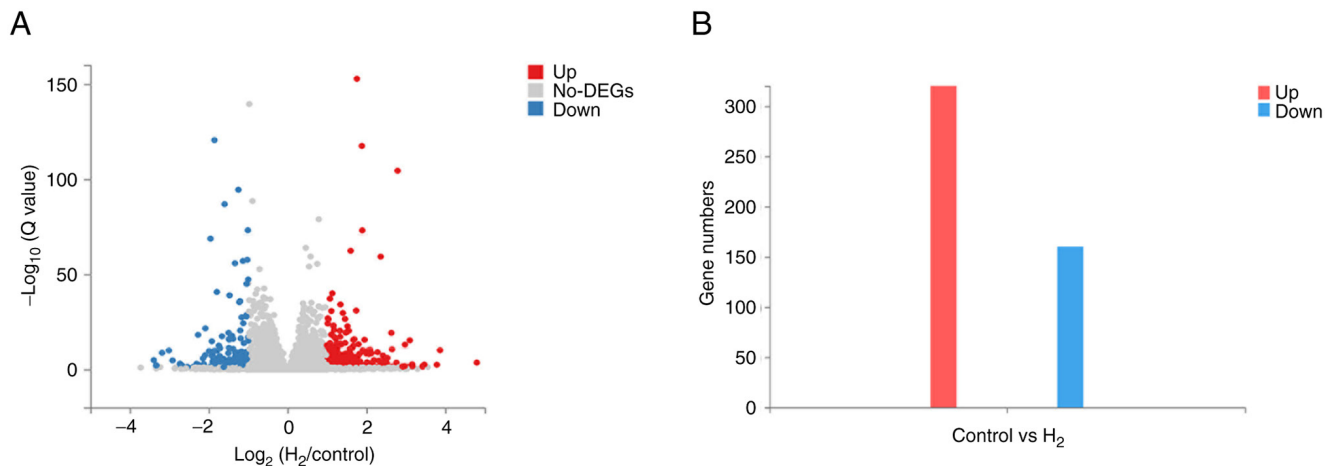 A
−Log₁₀ (Q value)
150
100
50
0
−4
−2
0
2
4
Log₂ (H₂/control)
Up
No-DEGs
Down
B
Gene numbers
300
250
200
150
100
50
0
Control vs H₂
Up
Down